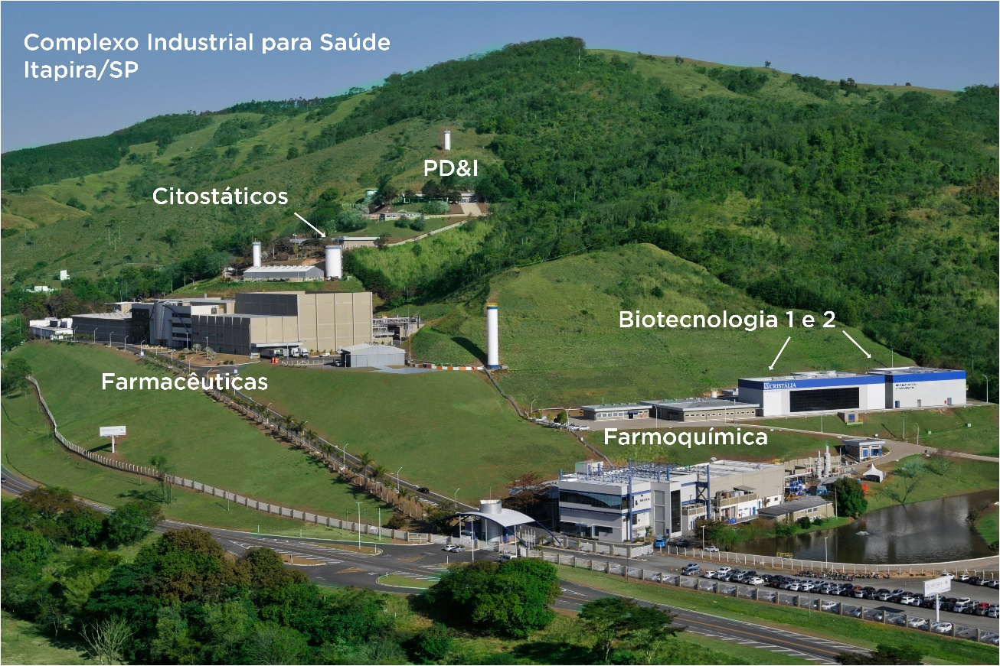 Complexo Industrial para Saúde
Itapira/SP
PD&I
Citostáticos
Biotecnologia 1 e 2
Farmacêuticas
CRISTÁLIA
Farmoquímica